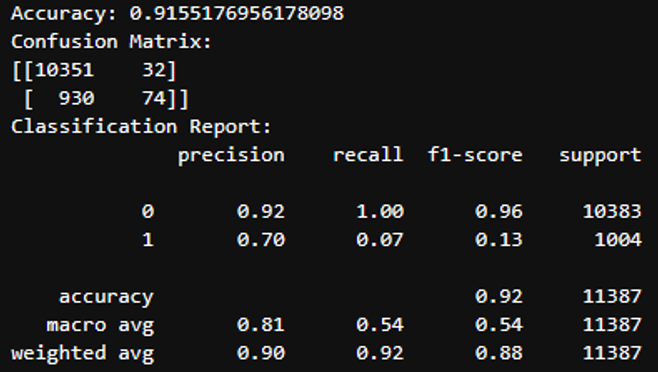 Accuracy: 0.9155176956178098
Confusion Matrix:
[[10351    32]
 [  930    74]]
Classification Report:
              precision    recall  f1-score   support

           0       0.92      1.00      0.96     10383
           1       0.70      0.07      0.13      1004

    accuracy                           0.92     11387
   macro avg       0.81      0.54      0.54     11387
weighted avg       0.90      0.92      0.88     11387